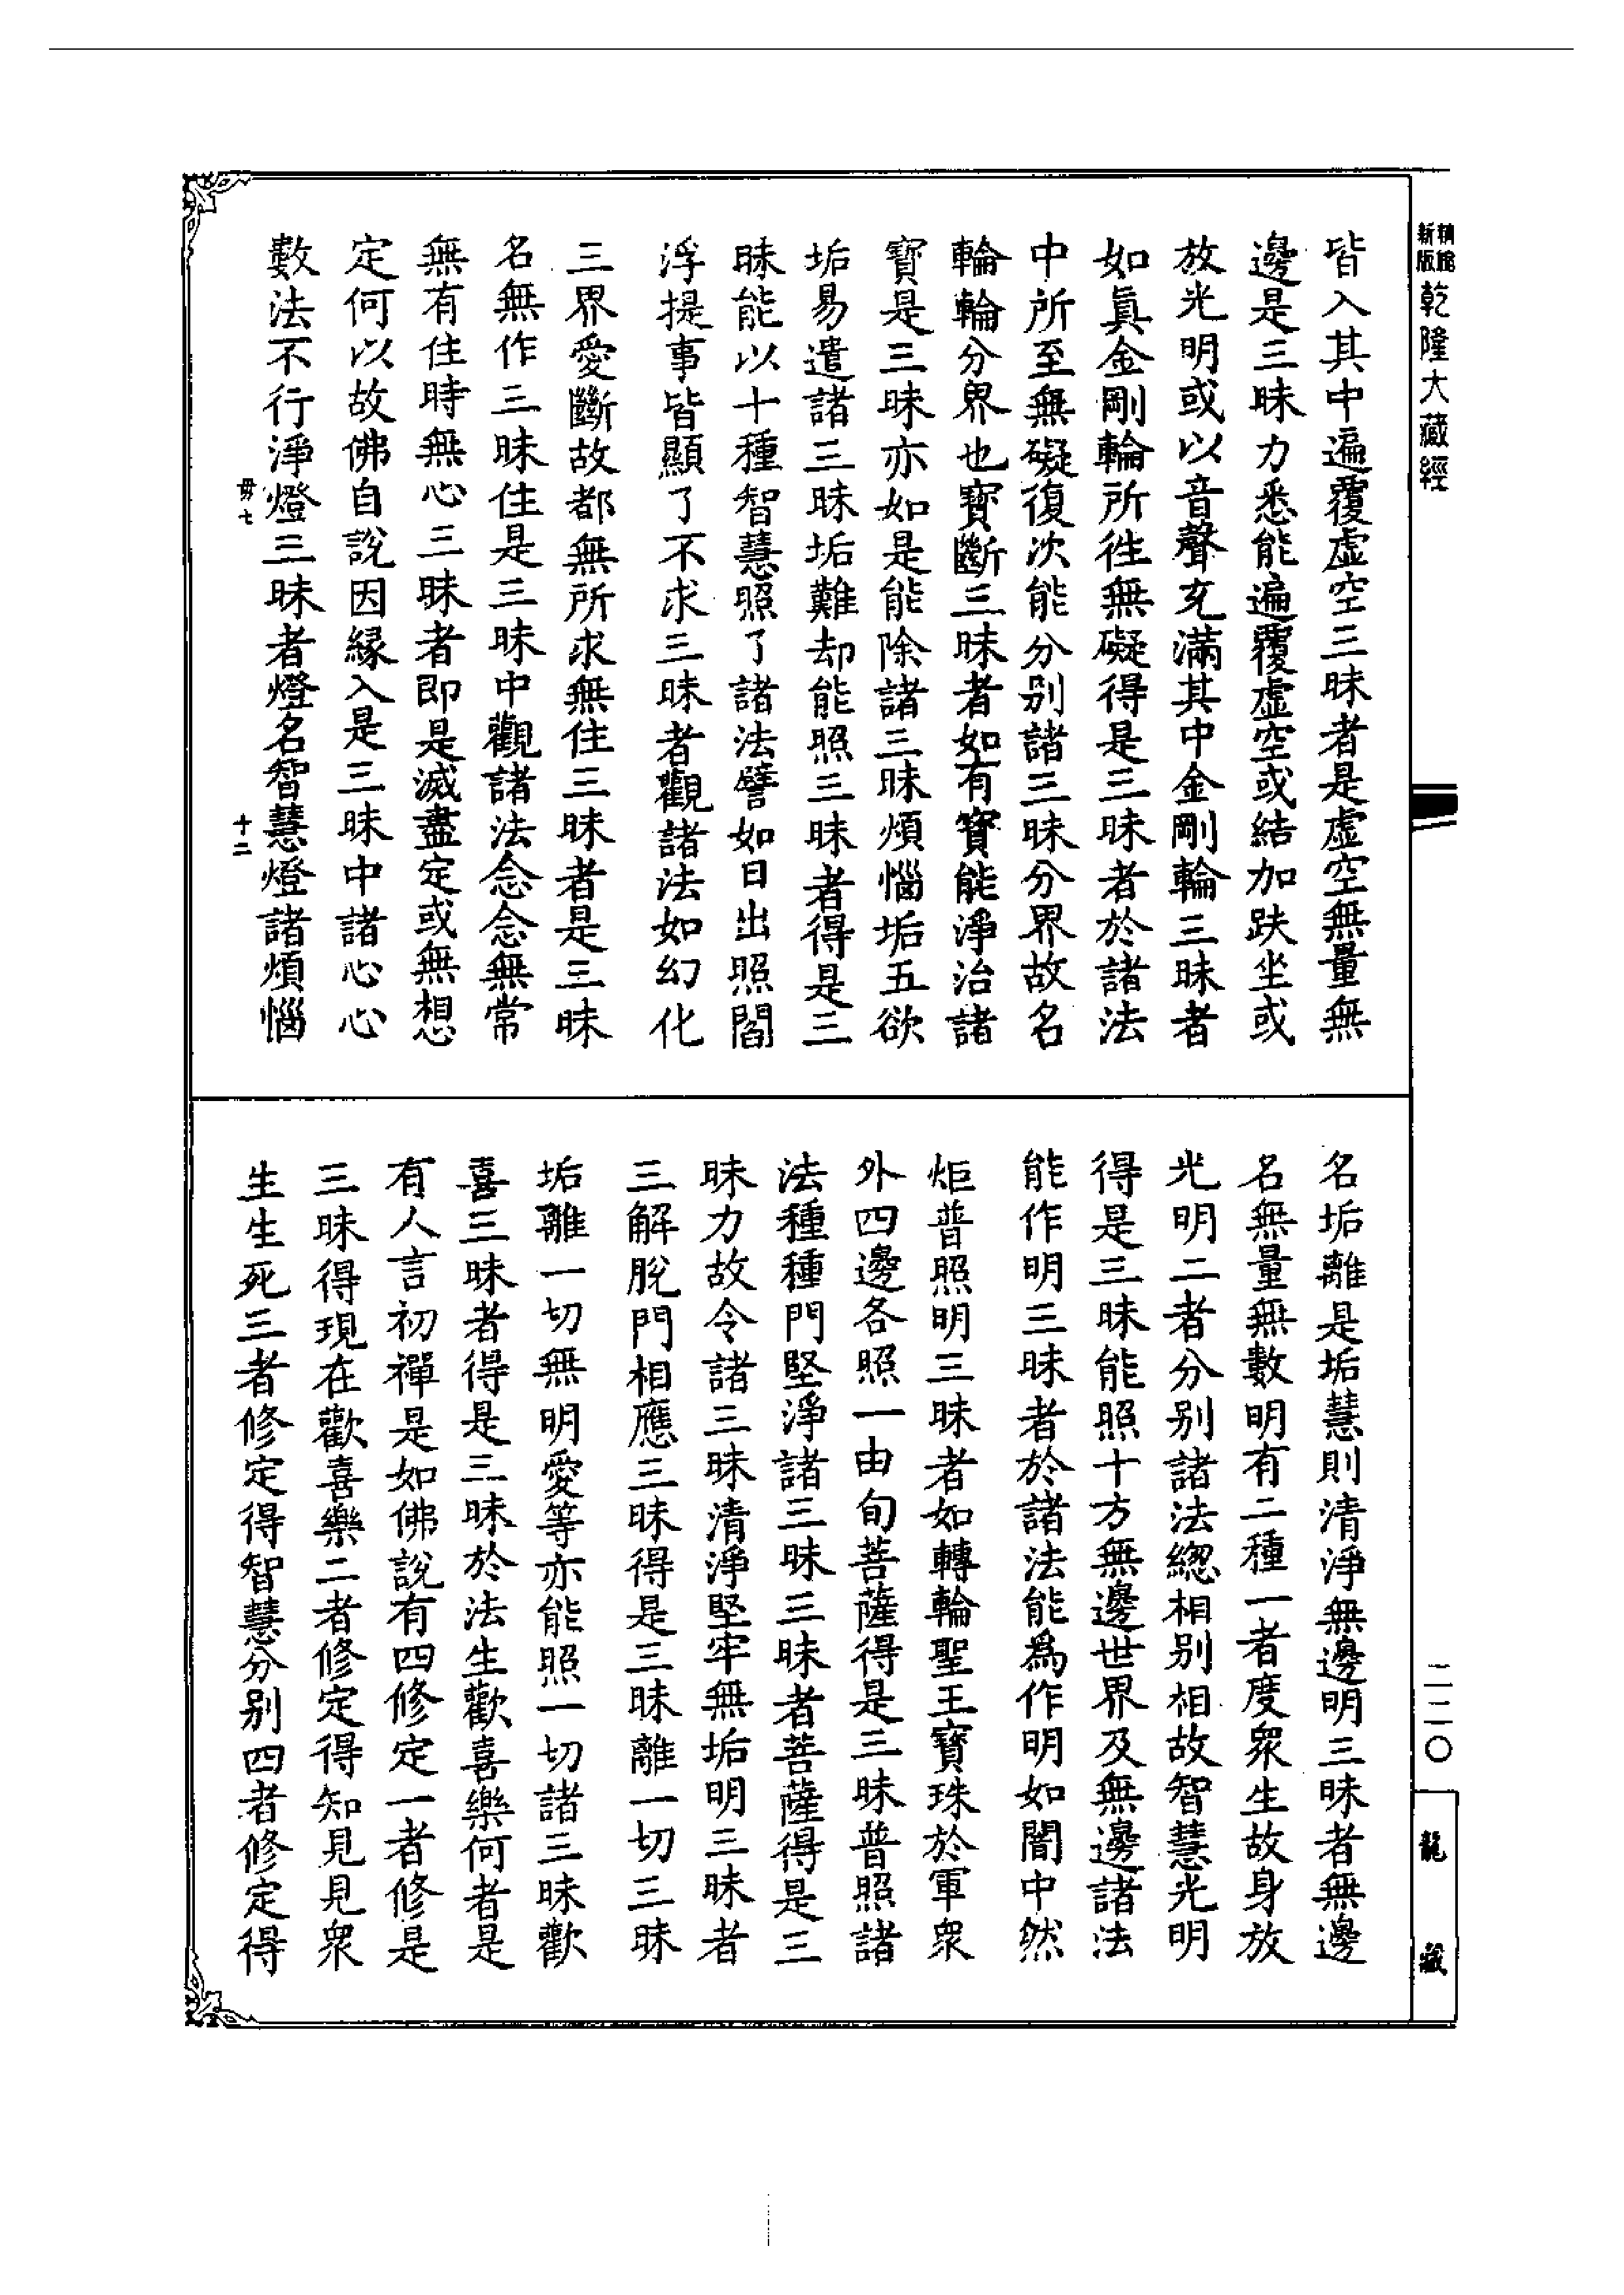 精縮
新版
乾隆大藏經
皆入其中遍覆虛空三昧者是虛空無量無
邊是三昧力悉能遍覆虛空或結加趺坐或
放光明或以音聲充滿其中金剛輪三昧者
如眞金剛輪所徃無礙得是三昧者於諸法
中所至無礙復次能分別諸三昧分界故名
輪輪分界也寶斷三昧者如有寶能淨治諸
寶是三昧亦如是能除諸三昧煩惱垢五欲
垢易遣諸三昧垢難却能照三昧者得是三
昧能以十種智慧照了諸法譬如日出照閻
浮提事皆顯了不求三昧者觀諸法如幻化
三界愛斷故都無所求無住三昧者是三昧
名無作三昧住是三昧中觀諸法念念無常
無有住時無心三昧者即是滅盡定或無想
定何以故佛自說因縁入是三昧中諸心心
數法不行淨燈三昧者燈名智慧燈諸煩惱
毋七
十二
名垢離是垢慧則清淨無邊明三昧者無邊
名無量無數明有二種一者度衆生故身放
光明二者分別諸法緫相別相故智慧光明
得是三昧能照十方無邊世界及無邊諸法
能作明三昧者於諸法能爲作明如闇中然
炬普照明三昧者如轉輪聖王寶珠於軍衆
外四邊各照一由旬菩薩得是三昧普照諸
法種種門堅淨諸三昧三昧者菩薩得是三
昧力故令諸三昧清淨堅牢無垢明三昧者
三解脫門相應三昧得是三昧離一切三昧
垢離一切無明愛等亦能照一切諸三昧歡
喜三昧者得是三昧於法生歡喜樂何者是
有人言初禪是如佛說有四修定一者修是
三昧得現在歡喜樂二者修定得知見見衆
生生死三者修定得智慧分別四者修定得
二二〇
龍藏